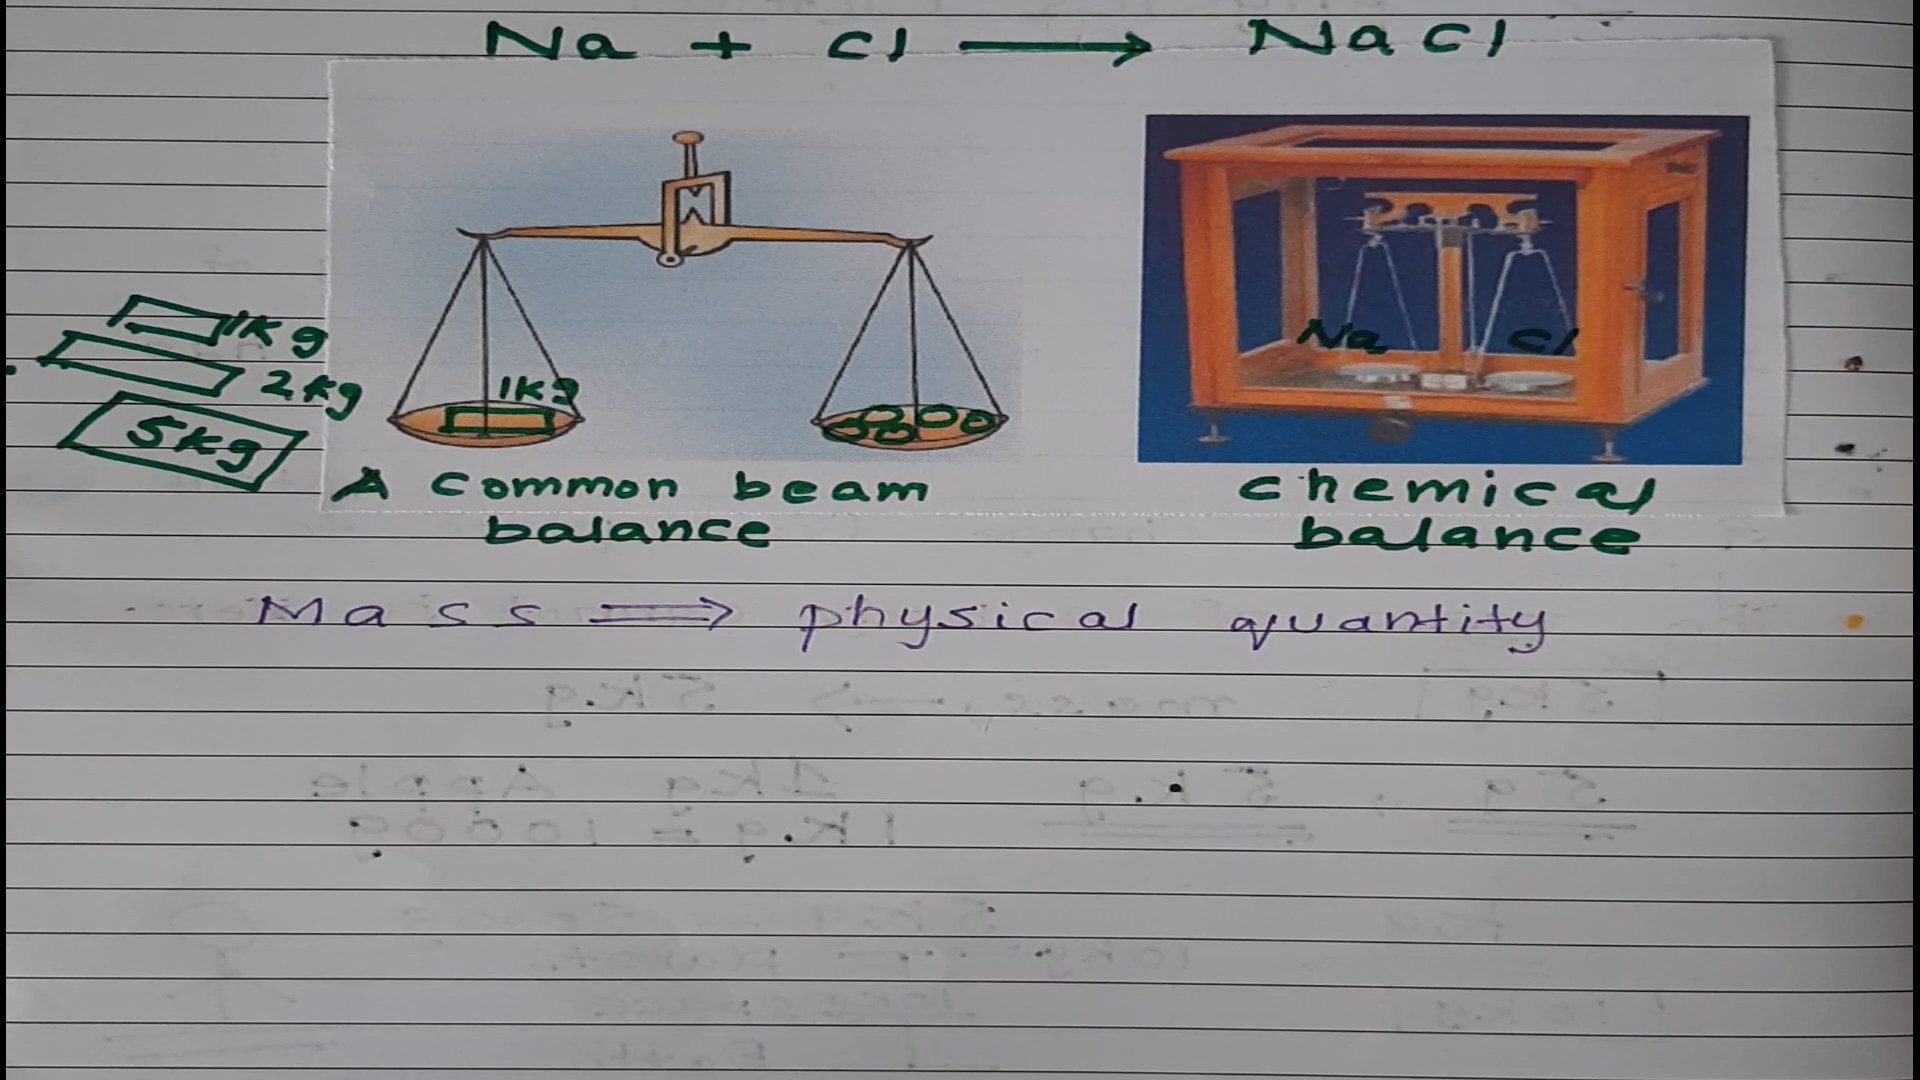 Na + Cl ⟶ NaCl
1kg
2kg
5kg
1kg
Na Cl
A common beam
balance
chemical
balance
Mass ⟹ physical quantity